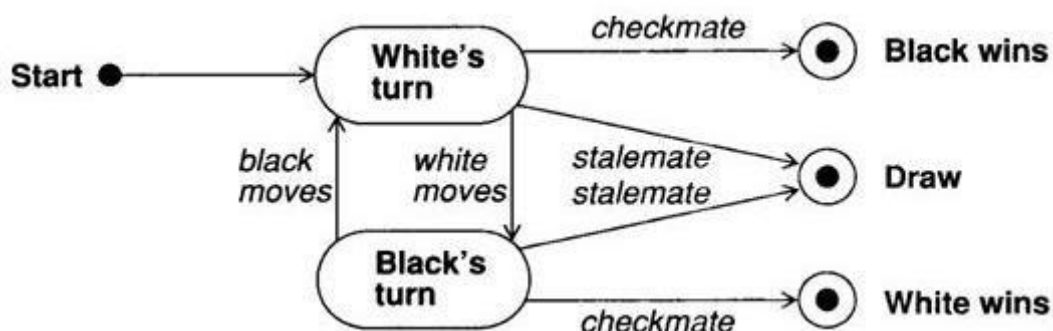 checkmate
Start
White's
turn
Black wins
black
moves
white
moves
stalemate
stalemate
Draw
Black's
turn
White wins
checkmate